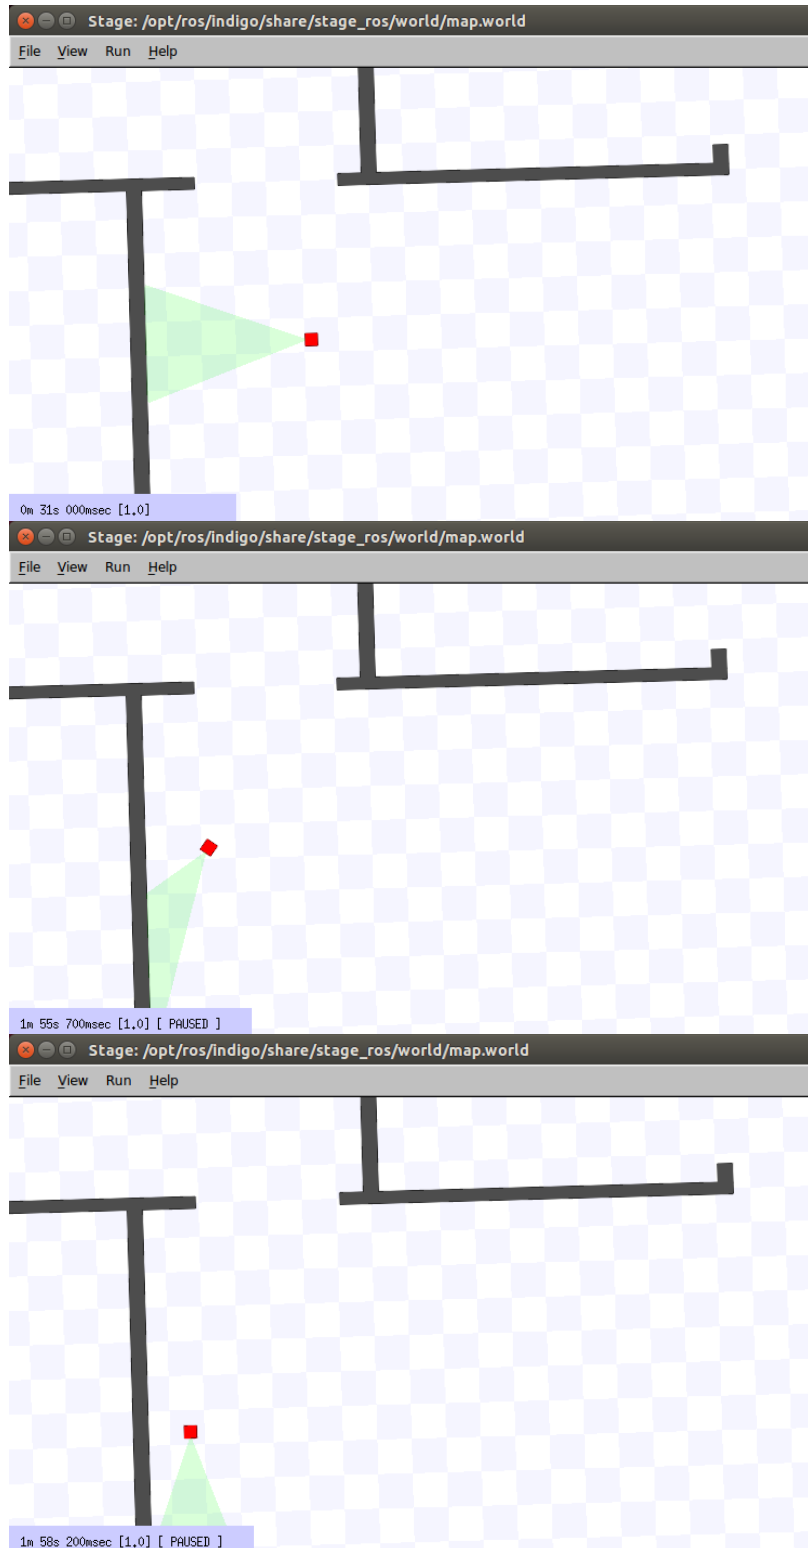 Stage: /opt/ros/indigo/share/stage_ros/world/map.world
File View Run Help
0m 31s 000msec [1.0]
Stage: /opt/ros/indigo/share/stage_ros/world/map.world
File View Run Help
1m 55s 700msec [1.0] [ PAUSED ]
Stage: /opt/ros/indigo/share/stage_ros/world/map.world
File View Run Help
1m 58s 200msec [1.0] [ PAUSED ]